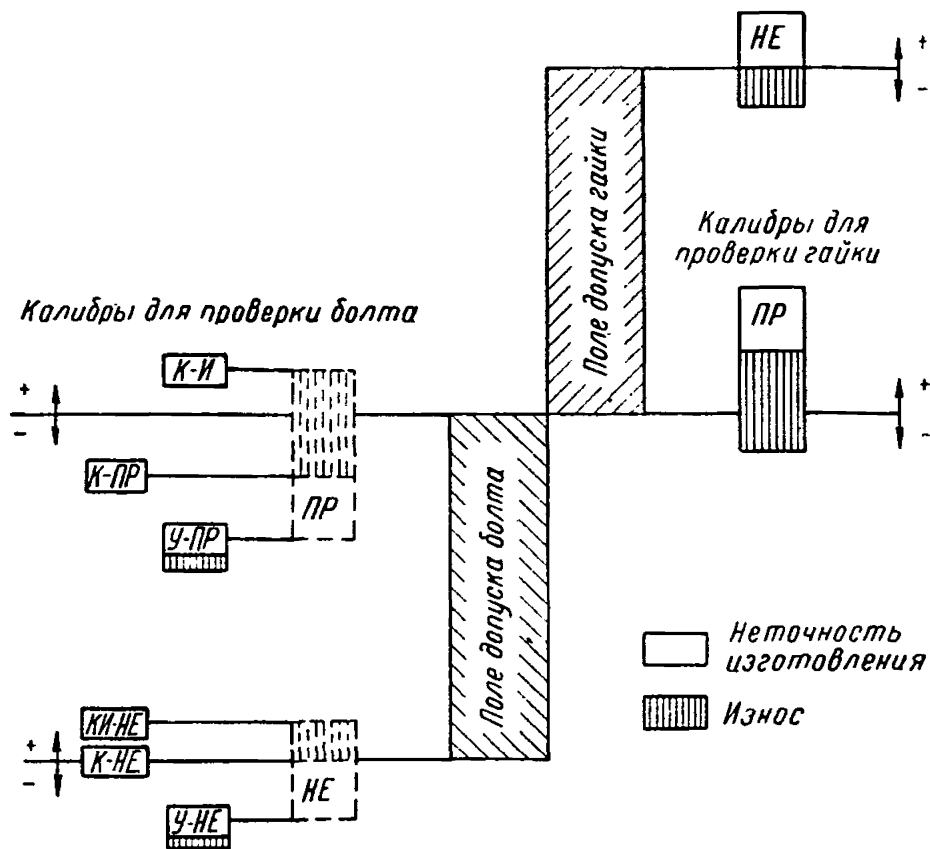 НЕ
+
-
Поле допуска гайки
Калибры для
проверки гайки
ПР
+
-
Калибры для проверки болта
К-И
+
-
К-ПР
ПР
У-ПР
Поле допуска болта
Неточность
изготовления
Износ
КИ-НЕ
+
К-НЕ
-
НЕ
У-НЕ